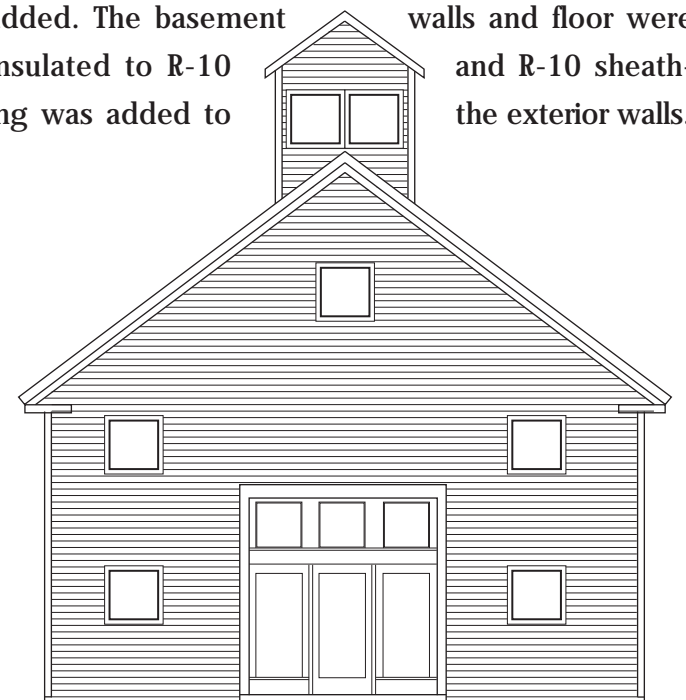 dded. The basement walls and floor were
nsulated to R-10 and R-10 sheath-
ng was added to the exterior walls.